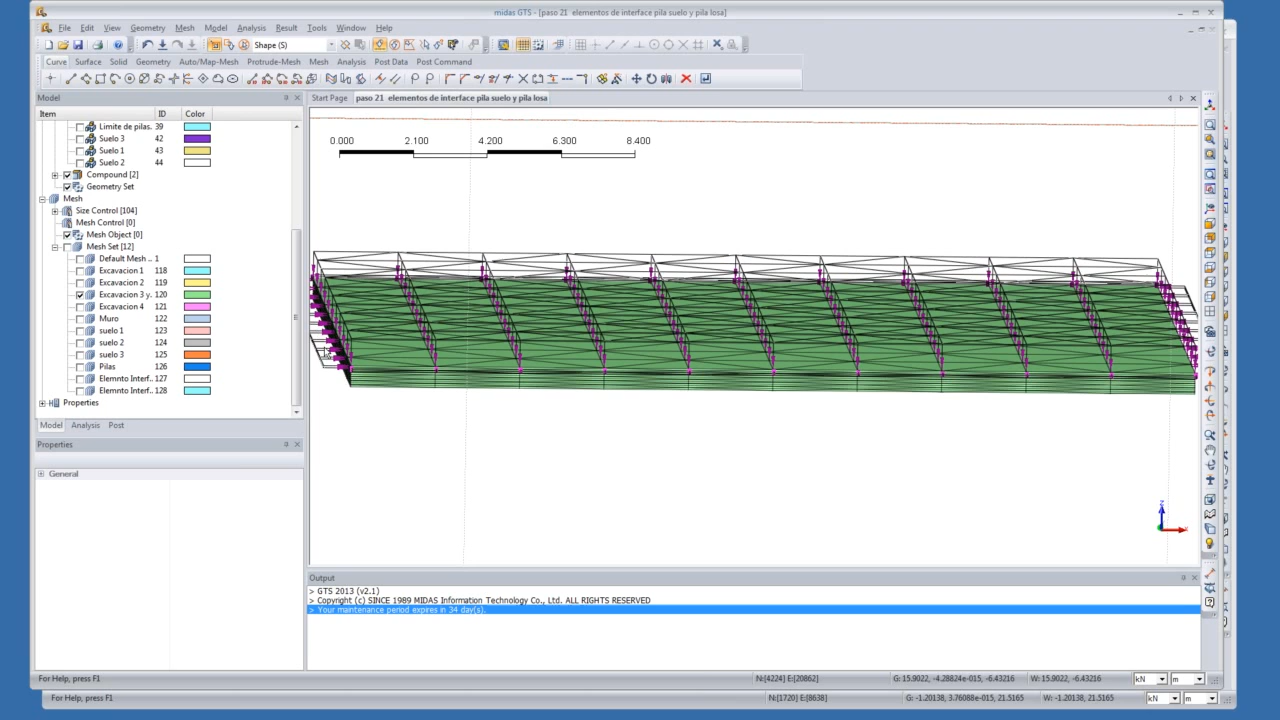 midas GTS - [paso 21 elementos de interface pila suelo y pila losa]
File Edit View Geometry Mesh Model Analysis Result Tools Window Help
Shape (S)
Curve Surface Solid Geometry Auto/Map-Mesh Protrude-Mesh Mesh Analysis Post Data Post Command
Model
Start Page paso 21 elementos de interface pila suelo y pila losa
Item ID Color
Limite de pilas. 39
Suelo 3 42
Suelo 1 43
Suelo 2 44
Compound [2]
Geometry Set
Mesh
Size Control [104]
Mesh Control [0]
Mesh Object [0]
Mesh Set [12]
Default Mesh .. 1
Excavacion 1 118
Excavacion 2 119
Excavacion 3 y. 120
Excavacion 4 121
Muro 122
suelo 1 123
suelo 2 124
suelo 3 125
Pilas 126
Elemnto Interf.. 127
Elemnto Interf.. 128
Properties
Model Analysis Post
Properties
General
0.000 2.100 4.200 6.300 8.400
z
Output
> GTS 2013 (v2.1)
> Copyright (c) SINCE 1989 MIDAS Information Technology Co., Ltd. ALL RIGHTS RESERVED
> Your maintenance period expires in 34 day(s).
For Help, press F1 N:[4224] E:[20862] G: 15.9022, -4.28824e-015, -6.43216 W: 15.9022, -6.43216 kN m
For Help, press F1 N:[1720] E:[8638] G: -1.20138, 3.76088e-015, 21.5165 W: -1.20138, 21.5165 kN m